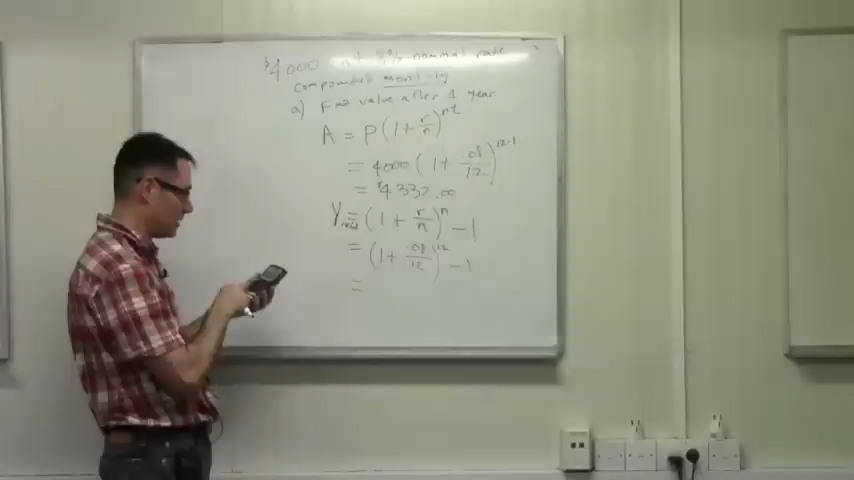 $4000 at 8% nominal rate
compounded monthly
a) Find value after 1 year
A = P(1 + r/n)^nt
= 4000(1 + .08/12)^12·1
= $4332.00
Y = (1 + r/n)^n - 1
= (1 + .08/12)^12 - 1
=